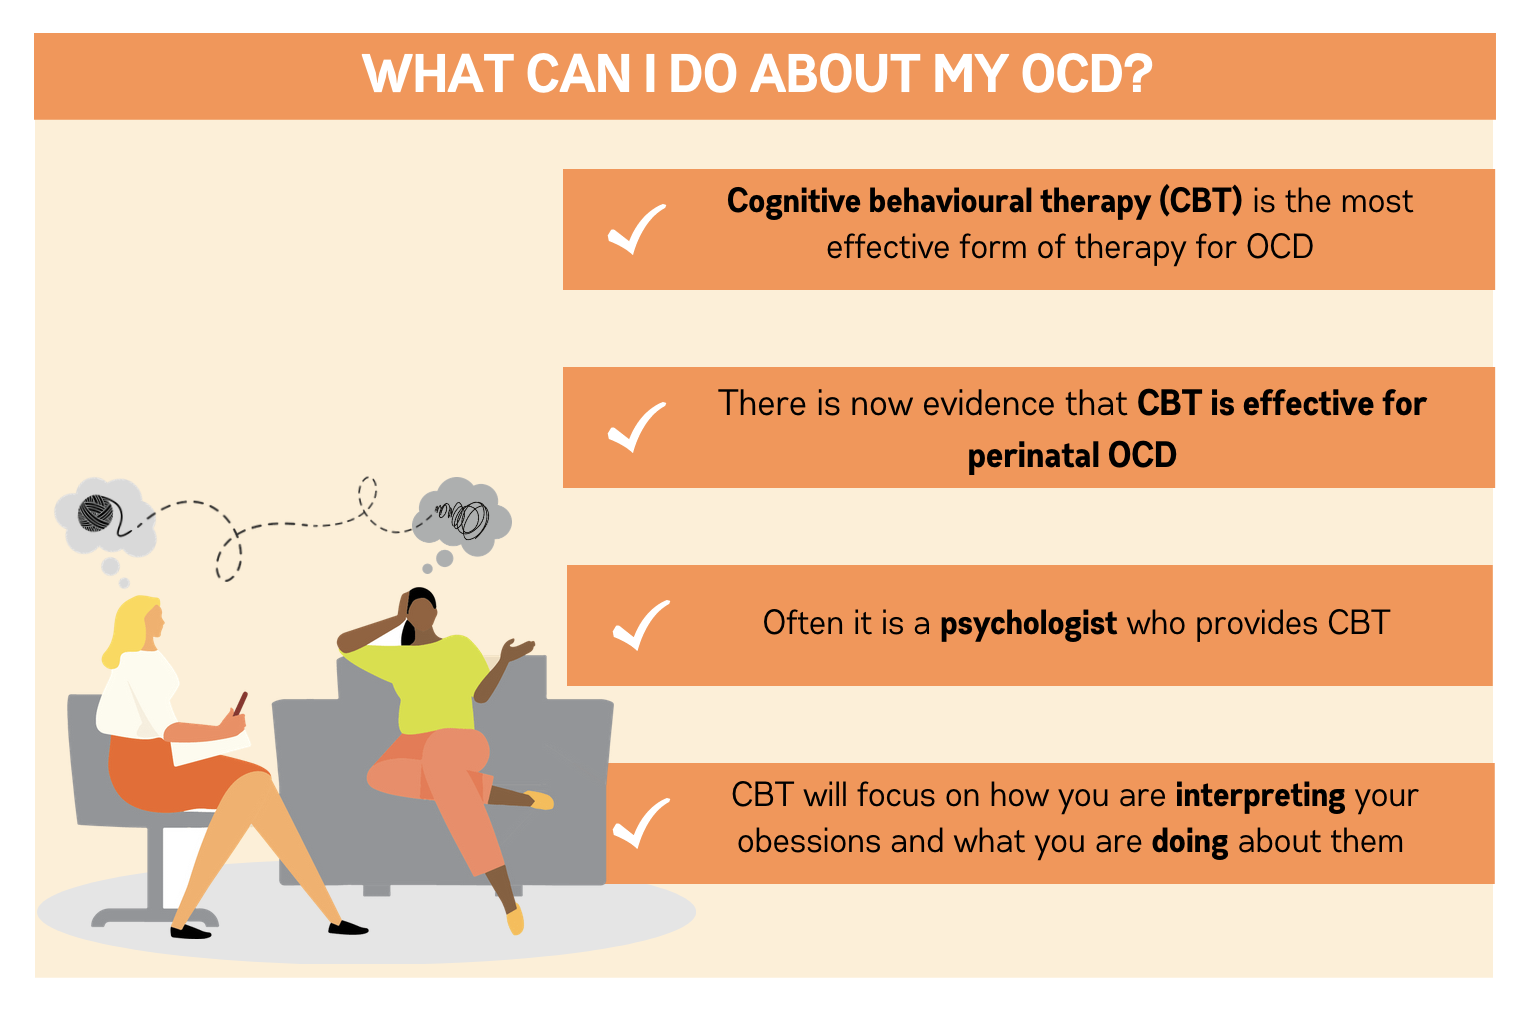 WHAT CAN I DO ABOUT MY OCD?
Cognitive behavioural therapy (CBT) is the most
effective form of therapy for OCD
There is now evidence that CBT is effective for
perinatal OCD
Often it is a psychologist who provides CBT
CBT will focus on how you are interpreting your
obessions and what you are doing about them